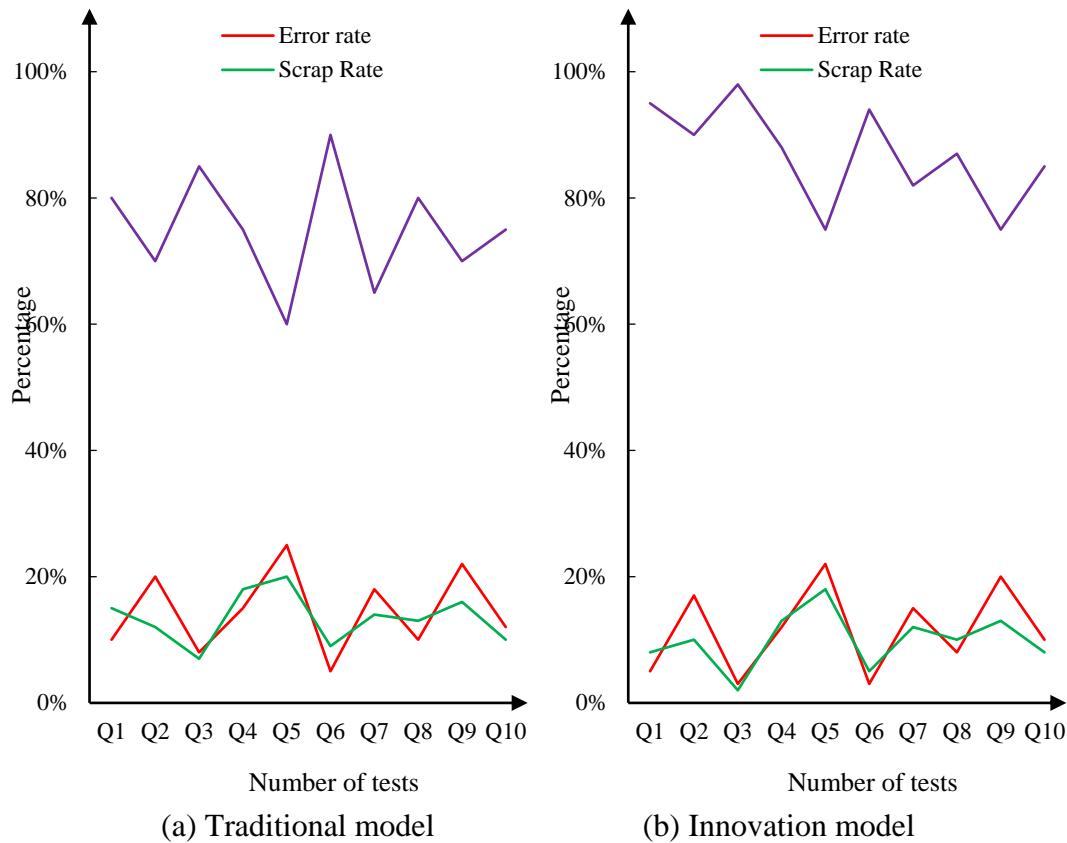 Error rate
Scrap Rate
100%
80%
60%
40%
20%
0%
Percentage
Q1 Q2 Q3 Q4 Q5 Q6 Q7 Q8 Q9 Q10
Number of tests
(a) Traditional model
Error rate
Scrap Rate
100%
80%
60%
40%
20%
0%
Percentage
Q1 Q2 Q3 Q4 Q5 Q6 Q7 Q8 Q9 Q10
Number of tests
(b) Innovation model